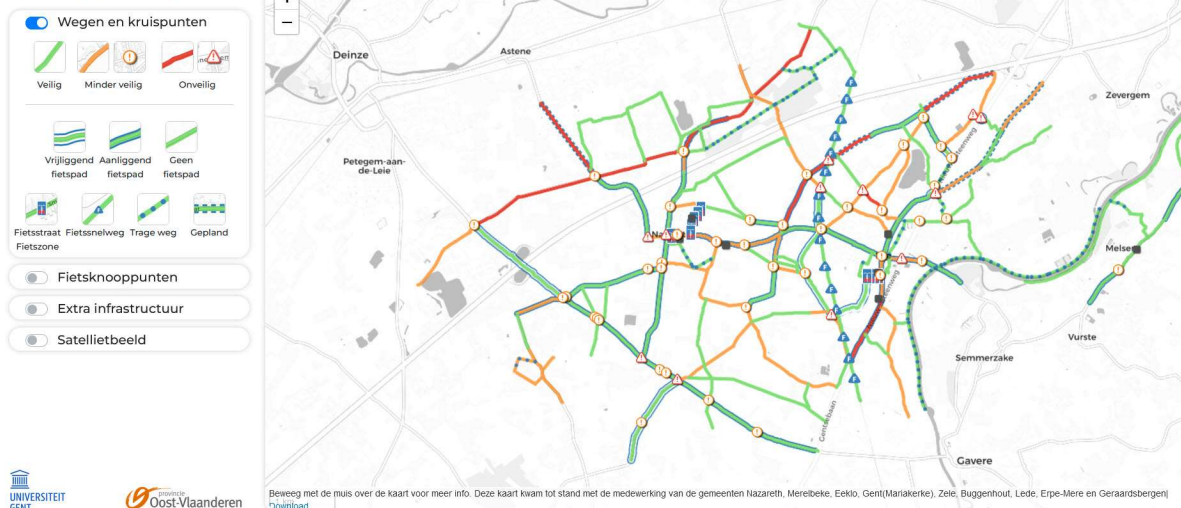 Wegen en kruispunten
Veilig
Minder veilig
Onveilig
Vrijliggend fietspad
Aanliggend fietspad
Geen fietspad
Fietsstraat Fietszone
Fietssnelweg
Trage weg
Gepland
Fietsknooppunten
Extra infrastructuur
Satellietbeeld
UNIVERSITEIT
GENT
provincie
Oost-Vlaanderen
+
−
Deinze
Astene
Zevergem
Petegem-aan-
de-Leie
Melsen
Vurste
Semmerzake
Gavere
Beweeg met de muis over de kaart voor meer info. Deze kaart kwam tot stand met de medewerking van de gemeenten Nazareth, Merelbeke, Eeklo, Gent(Mariakerke), Zele, Buggenhout, Lede, Erpe-Mere en Geraardsbergen|
Download